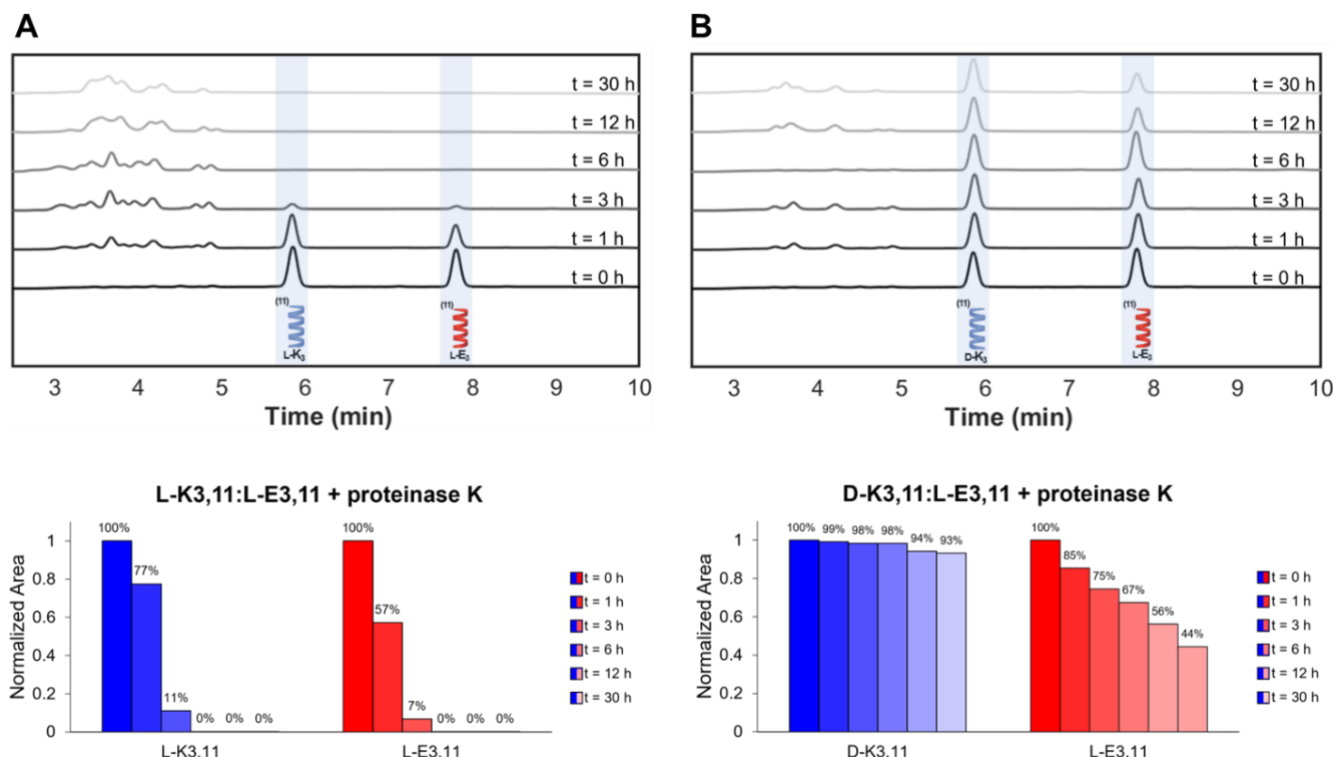 A
t = 30 h
t = 12 h
t = 6 h
t = 3 h
t = 1 h
t = 0 h
(11)
L-K3
(11)
L-E3
3 4 5 6 7 8 9 10
Time (min)
B
t = 30 h
t = 12 h
t = 6 h
t = 3 h
t = 1 h
t = 0 h
(11)
D-K3
(11)
L-E3
3 4 5 6 7 8 9 10
Time (min)
L-K3,11:L-E3,11 + proteinase K
Normalized Area
1
0.8
0.6
0.4
0.2
0
100%
77%
11%
0%
0%
0%
100%
57%
7%
0%
0%
0%
L-K3,11
L-E3,11
t = 0 h
t = 1 h
t = 3 h
t = 6 h
t = 12 h
t = 30 h
D-K3,11:L-E3,11 + proteinase K
Normalized Area
1
0.8
0.6
0.4
0.2
0
100%
99%
98%
98%
94%
93%
100%
85%
75%
67%
56%
44%
D-K3,11
L-E3,11
t = 0 h
t = 1 h
t = 3 h
t = 6 h
t = 12 h
t = 30 h